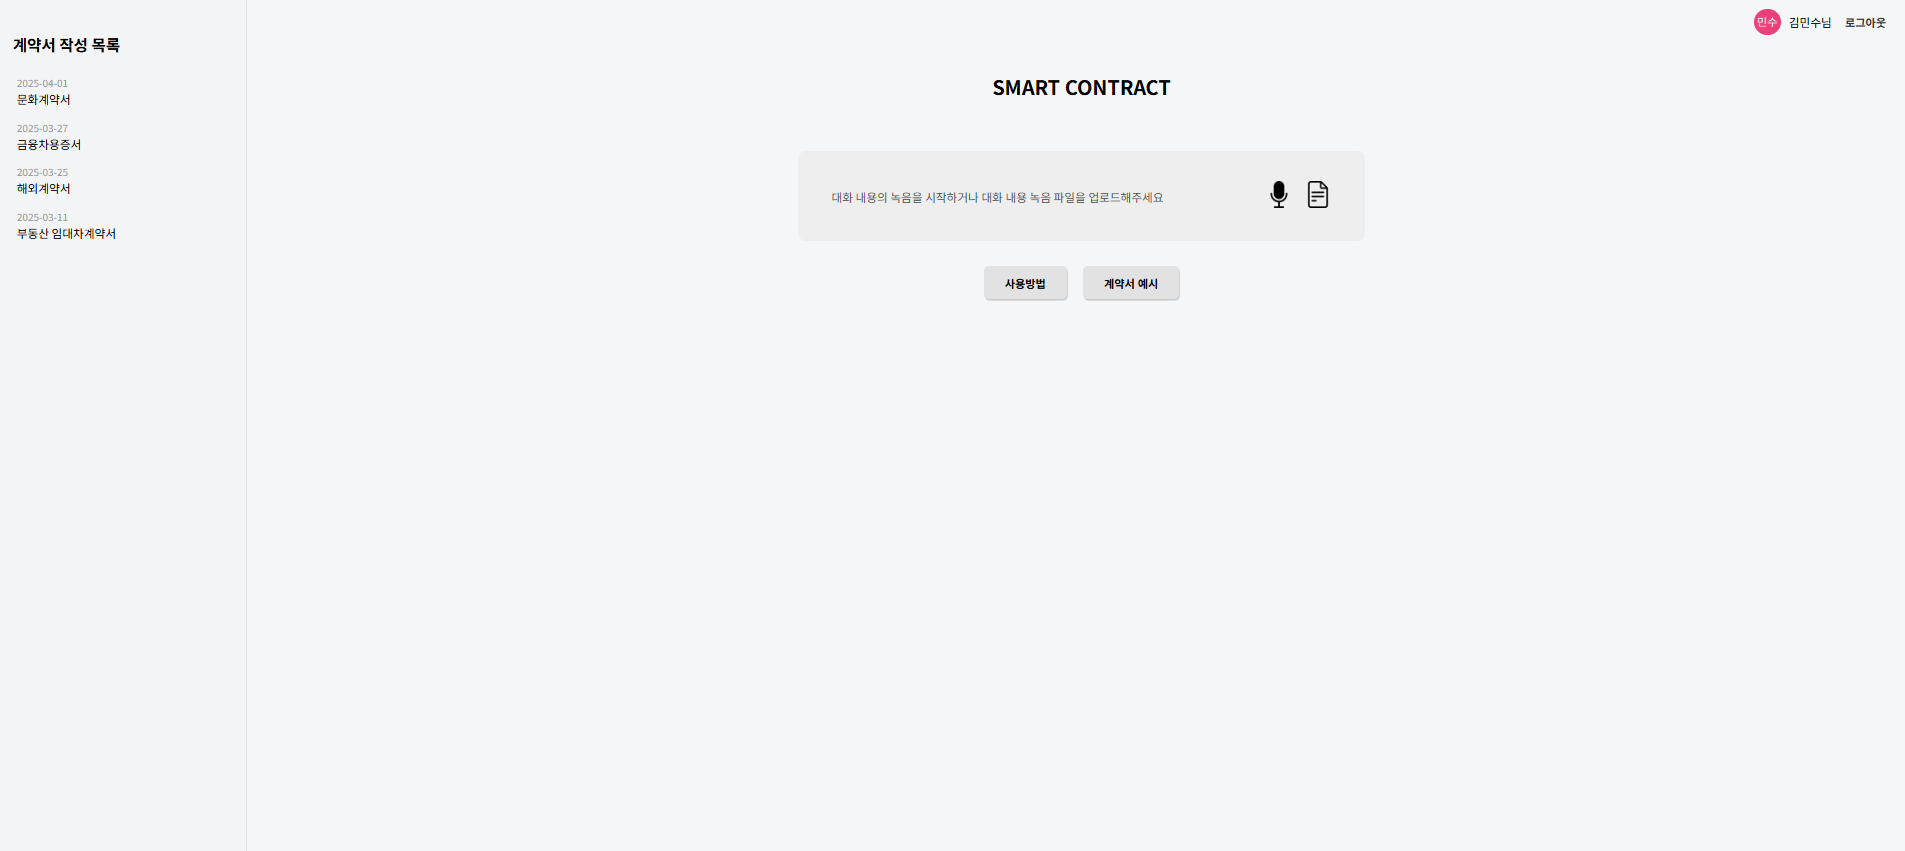 민수 김민수님 로그아웃
계약서 작성 목록
2025-04-01
문화계약서
2025-03-27
금융차용증서
2025-03-25
해외계약서
2025-03-11
부동산 임대차계약서
SMART CONTRACT
대화 내용의 녹음을 시작하거나 대화 내용 녹음 파일을 업로드해주세요
사용방법
계약서 예시